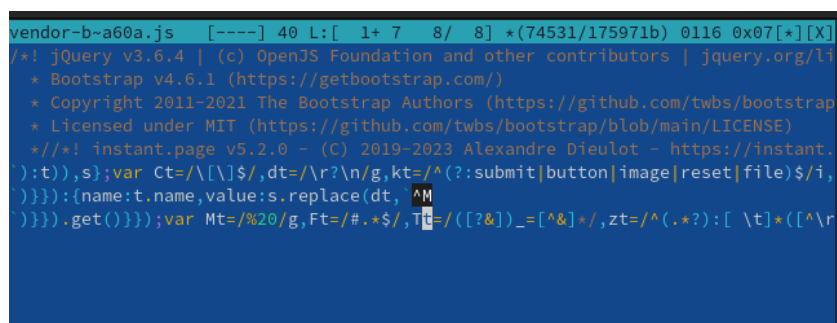 vendor-b~a60a.js   [----] 40 L:[  1+ 7   8/  8] *(74531/175971b) 0116 0x07[*][X]
/*! jQuery v3.6.4 | (c) OpenJS Foundation and other contributors | jquery.org/li
  * Bootstrap v4.6.1 (https://getbootstrap.com/)
  * Copyright 2011-2021 The Bootstrap Authors (https://github.com/twbs/bootstrap
  * Licensed under MIT (https://github.com/twbs/bootstrap/blob/main/LICENSE)
  *//*! instant.page v5.2.0 - (C) 2019-2023 Alexandre Dieulot - https://instant.
`):t)),s};var Ct=/\[\]$/,dt=/\r?\n/g,kt=/^(?:submit|button|image|reset|file)$/i,
`)}}):{name:t.name,value:s.replace(dt,`^M
`)}}).get()}});var Mt=/%20/g,Ft=/#.*$/,Tt=/([?&])_=[^&]*/,zt=/^(.*?):[ \t]*([^\r